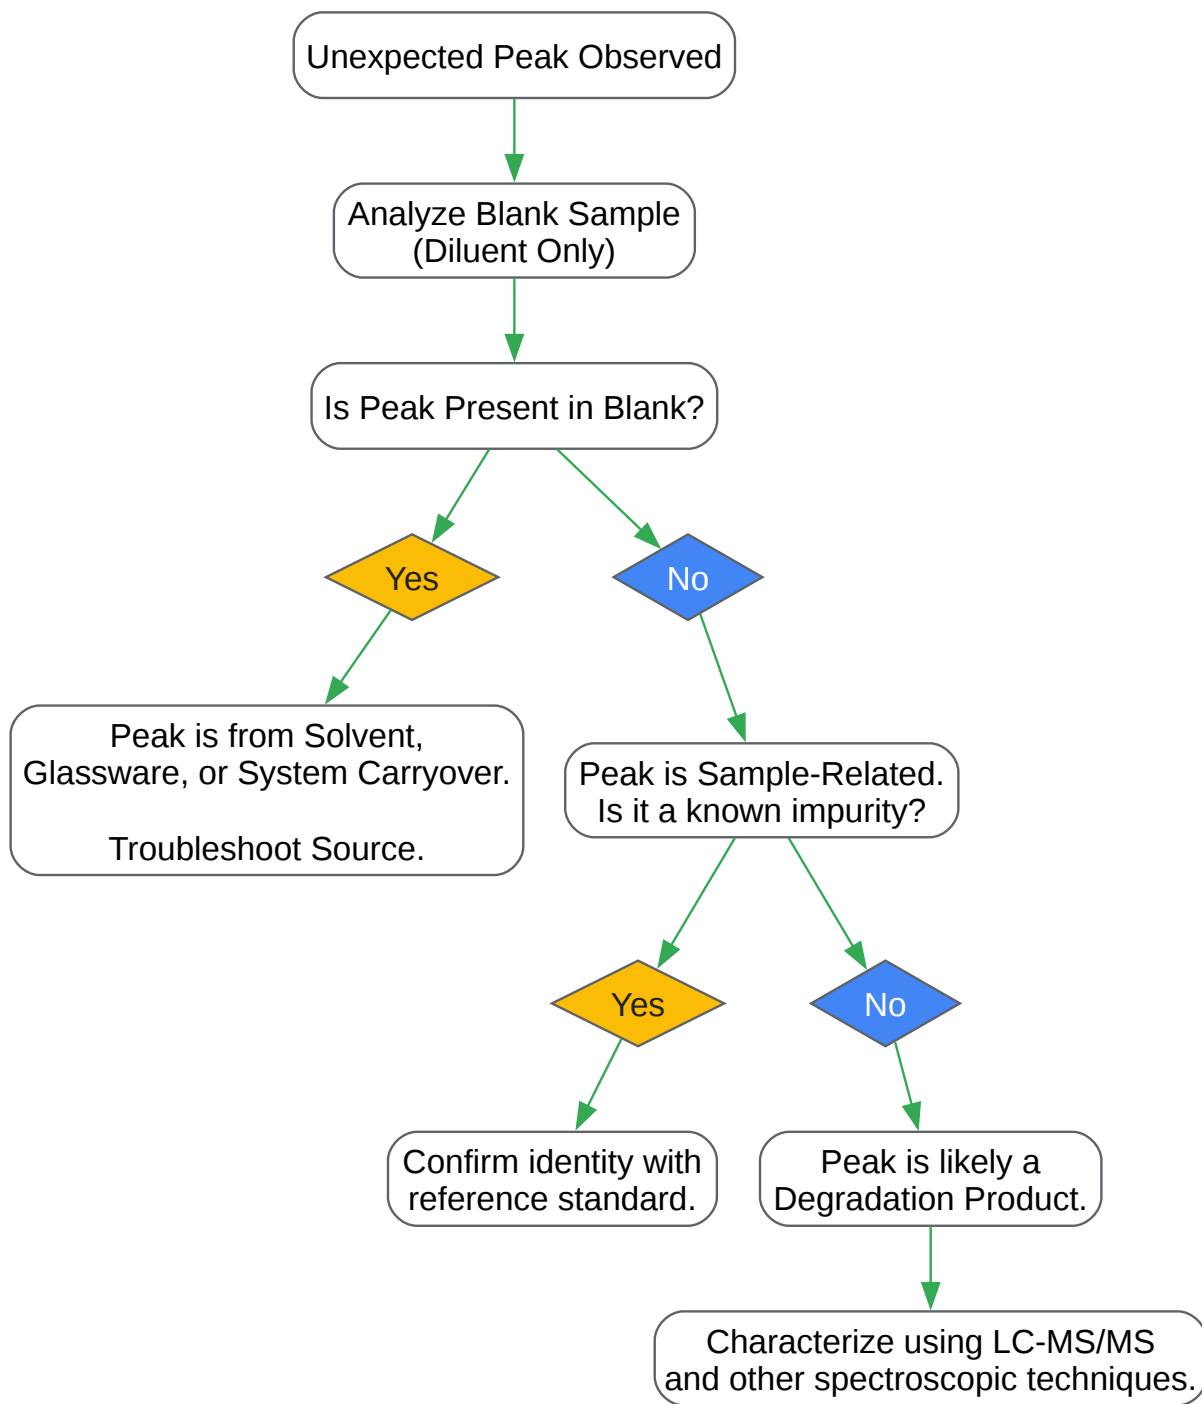 Unexpected Peak Observed
Analyze Blank Sample
(Diluent Only)
Is Peak Present in Blank?
Yes
No
Peak is from Solvent,
Glassware, or System Carryover.
Troubleshoot Source.
Peak is Sample-Related.
Is it a known impurity?
Yes
No
Confirm identity with
reference standard.
Peak is likely a
Degradation Product.
Characterize using LC-MS/MS
and other spectroscopic techniques.